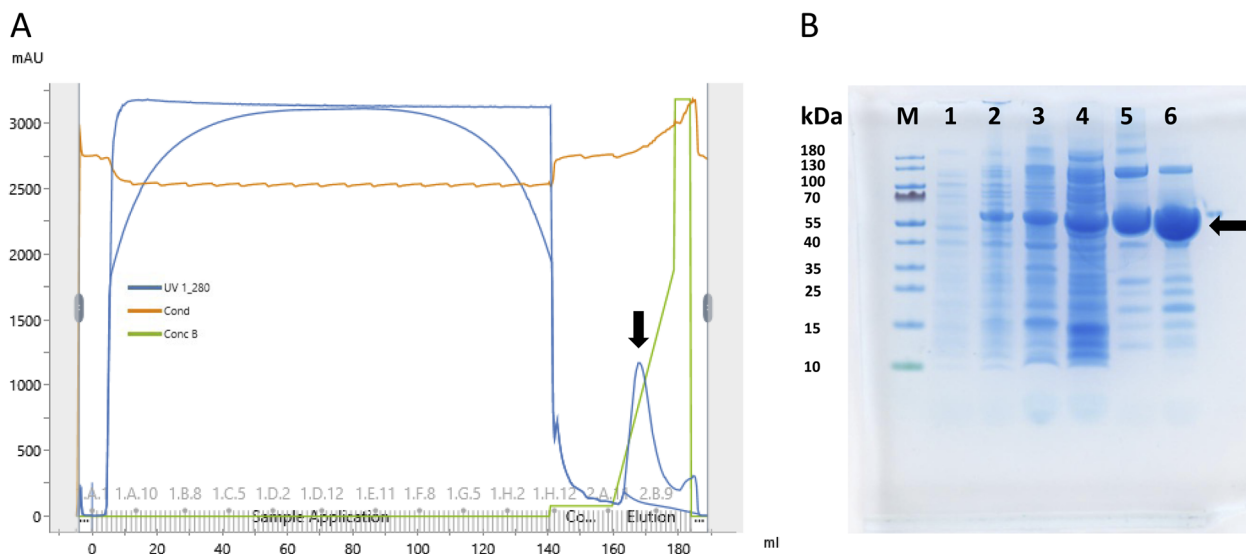 A
mAU
3000
2500
2000
1500
1000
500
0
UV 1_280
Cond
Conc B
1.A.10 1.B.8 1.C.5 1.D.2 1.D.12 1.E.11 1.F.8 1.G.5 1.H.2 1.H.12 2.B.9
... Sample Application Co... Elution ...
0 20 40 60 80 100 120 140 160 180 ml
B
kDa M 1 2 3 4 5 6
180
130
100
70
55
40
35
25
15
10